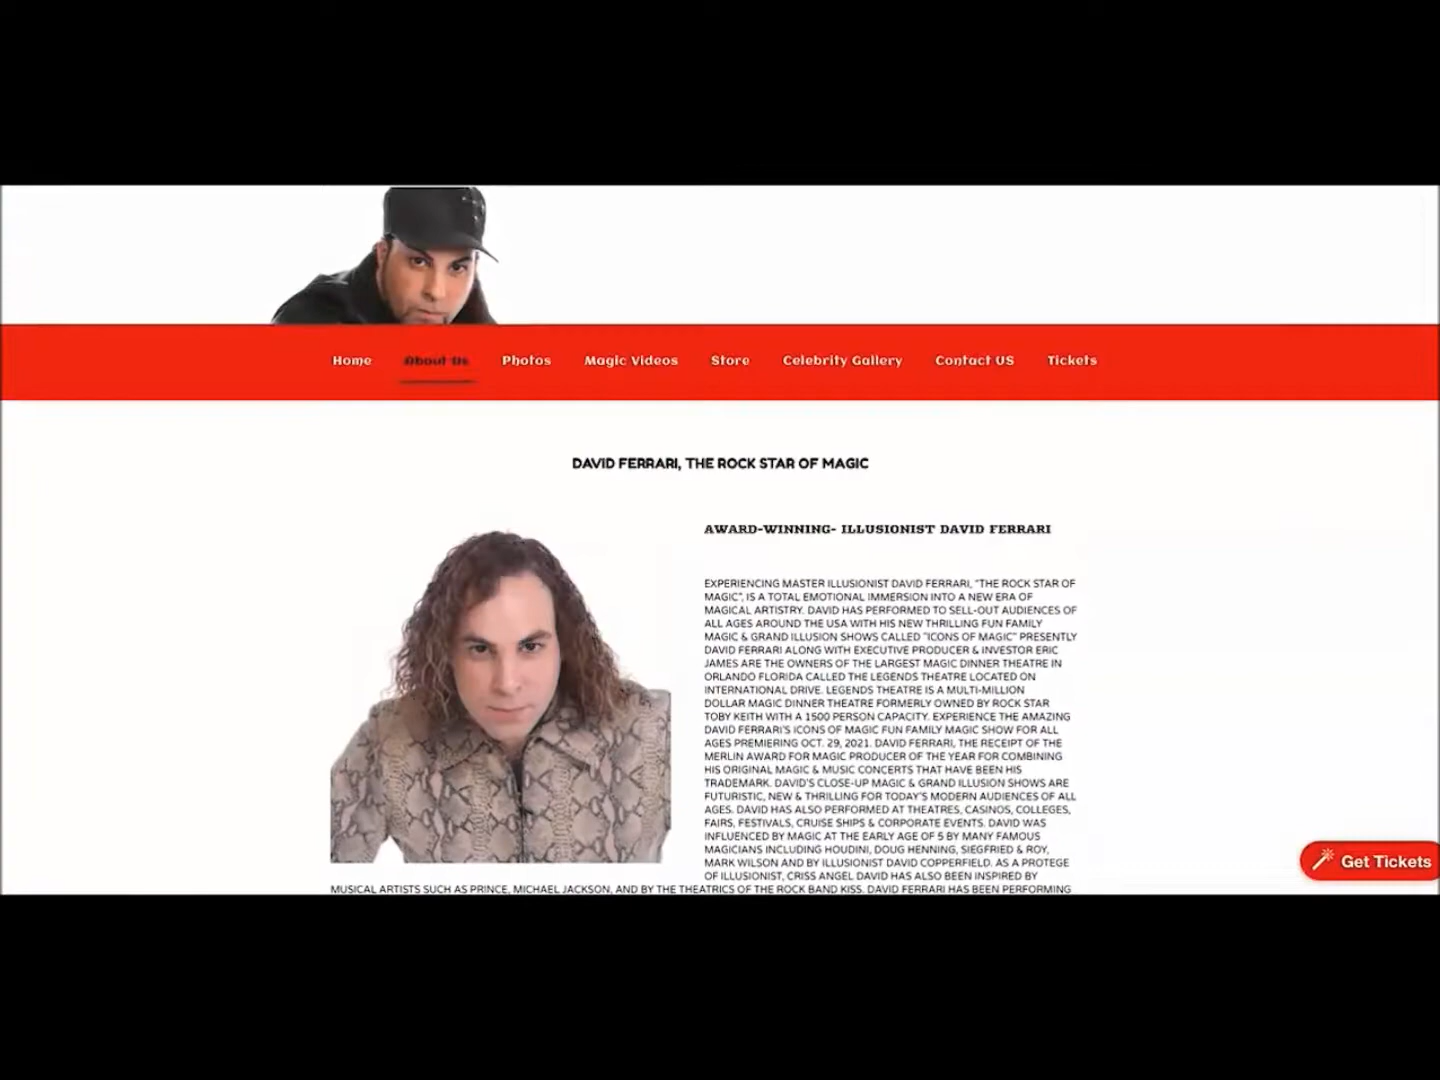 Home About Us Photos Magic Videos Store Celebrity Gallery Contact US Tickets
DAVID FERRARI, THE ROCK STAR OF MAGIC
AWARD-WINNING- ILLUSIONIST DAVID FERRARI
EXPERIENCING MASTER ILLUSIONIST DAVID FERRARI, "THE ROCK STAR OF
MAGIC", IS A TOTAL EMOTIONAL IMMERSION INTO A NEW ERA OF
MAGICAL ARTISTRY. DAVID HAS PERFORMED TO SELL-OUT AUDIENCES OF
ALL AGES AROUND THE USA WITH HIS NEW THRILLING FUN FAMILY
MAGIC & GRAND ILLUSION SHOWS CALLED "ICONS OF MAGIC" PRESENTLY
DAVID FERRARI ALONG WITH EXECUTIVE PRODUCER & INVESTOR ERIC
JAMES ARE THE OWNERS OF THE LARGEST MAGIC DINNER THEATRE IN
ORLANDO FLORIDA CALLED THE LEGENDS THEATRE LOCATED ON
INTERNATIONAL DRIVE. LEGENDS THEATRE IS A MULTI-MILLION
DOLLAR MAGIC DINNER THEATRE FORMERLY OWNED BY ROCK STAR
TOBY KEITH WITH A 1500 PERSON CAPACITY. EXPERIENCE THE AMAZING
DAVID FERRARI'S ICONS OF MAGIC FUN FAMILY MAGIC SHOW FOR ALL
AGES PREMIERING OCT. 29, 2021. DAVID FERRARI, THE RECEIPT OF THE
MERLIN AWARD FOR MAGIC PRODUCER OF THE YEAR FOR COMBINING
HIS ORIGINAL MAGIC & MUSIC CONCERTS THAT HAVE BEEN HIS
TRADEMARK. DAVID'S CLOSE-UP MAGIC & GRAND ILLUSION SHOWS ARE
FUTURISTIC, NEW & THRILLING FOR TODAY'S MODERN AUDIENCES OF ALL
AGES. DAVID HAS ALSO PERFORMED AT THEATRES, CASINOS, COLLEGES,
FAIRS, FESTIVALS, CRUISE SHIPS & CORPORATE EVENTS. DAVID WAS
INFLUENCED BY MAGIC AT THE EARLY AGE OF 5 BY MANY FAMOUS
MAGICIANS INCLUDING HOUDINI, DOUG HENNING, SIEGFRIED & ROY,
MARK WILSON AND BY ILLUSIONIST DAVID COPPERFIELD. AS A PROTEGE
OF ILLUSIONIST, CRISS ANGEL DAVID HAS ALSO BEEN INSPIRED BY
MUSICAL ARTISTS SUCH AS PRINCE, MICHAEL JACKSON, AND BY THE THEATRICS OF THE ROCK BAND KISS. DAVID FERRARI HAS BEEN PERFORMING
Get Tickets